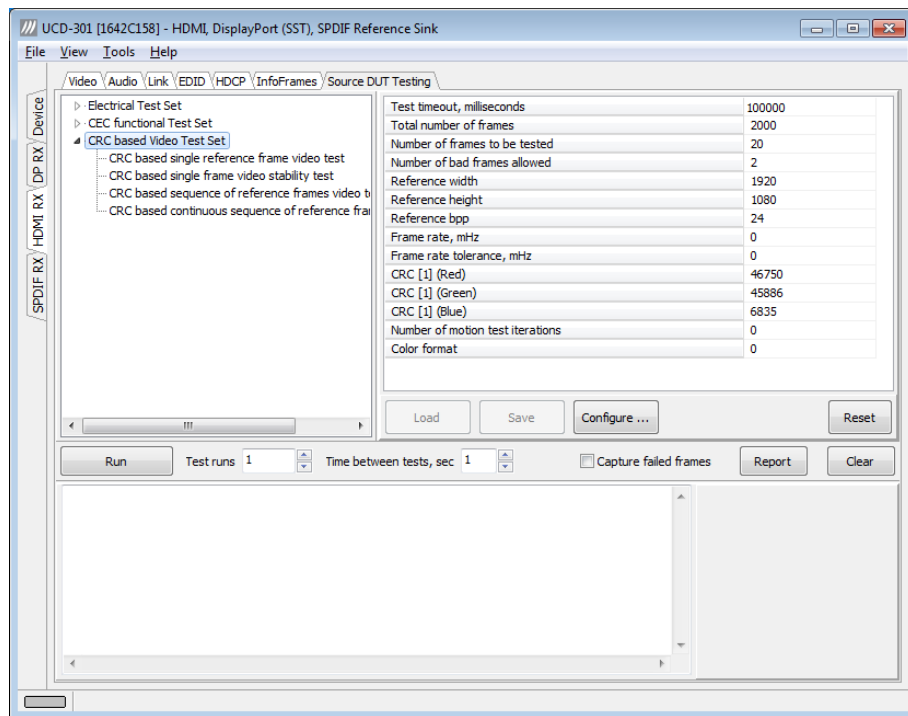 UCD-301 [1642C158] - HDMI, DisplayPort (SST), SPDIF Reference Sink
File View Tools Help
Video Audio Link EDID HDCP InfoFrames Source DUT Testing
Device
DP RX
HDMI RX
SPDIF RX
Electrical Test Set
CEC functional Test Set
CRC based Video Test Set
CRC based single reference frame video test
CRC based single frame video stability test
CRC based sequence of reference frames video t
CRC based continuous sequence of reference fra
Test timeout, milliseconds 100000
Total number of frames 2000
Number of frames to be tested 20
Number of bad frames allowed 2
Reference width 1920
Reference height 1080
Reference bpp 24
Frame rate, mHz 0
Frame rate tolerance, mHz 0
CRC [1] (Red) 46750
CRC [1] (Green) 45886
CRC [1] (Blue) 6835
Number of motion test iterations 0
Color format 0
Load Save Configure ... Reset
Run Test runs 1 Time between tests, sec 1 Capture failed frames Report Clear